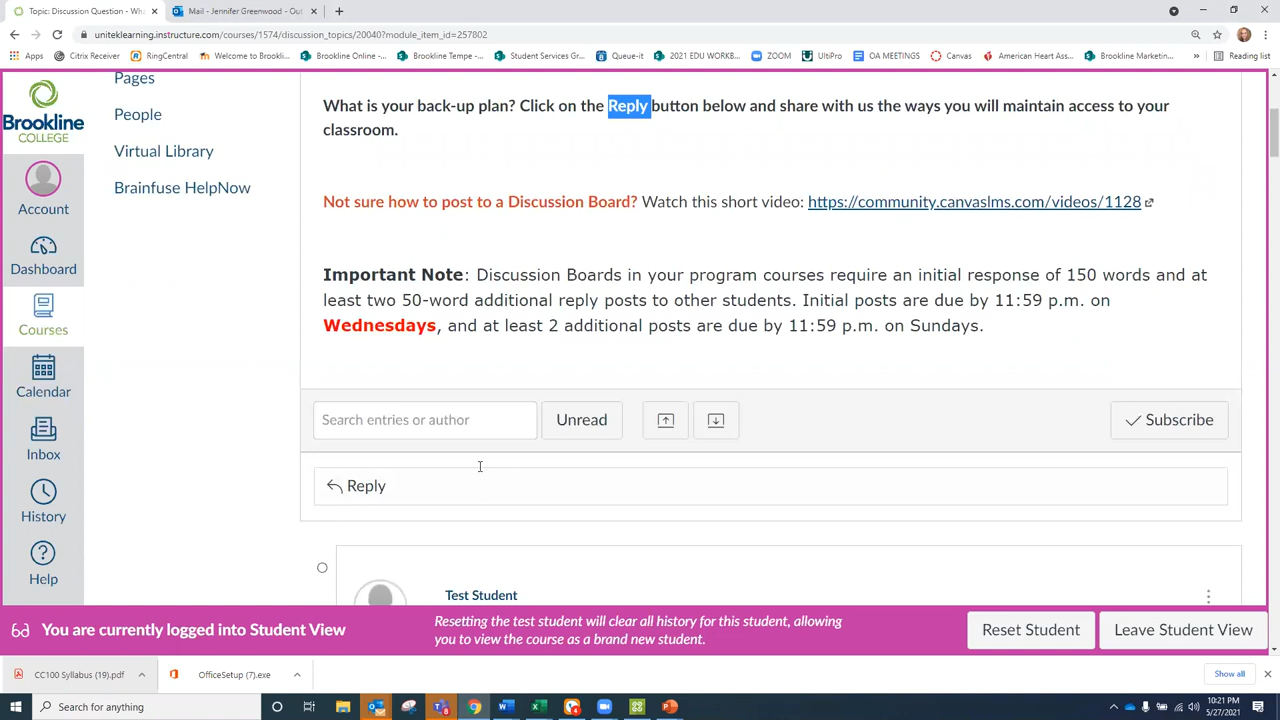 Topic: Discussion Question - Wha
Mail - Jennifer Greenwood - Out
uniteklearning.instructure.com/courses/1574/discussion_topics/20040?module_item_id=257802
Apps
Citrix Receiver
RingCentral
Welcome to Brookli...
Brookline Online -...
Brookline Tempe -...
Student Services Gr...
Queue-it
2021 EDU WORKB...
ZOOM
UltiPro
OA MEETINGS
Canvas
American Heart Ass...
Brookline Marketin...
»
Reading list
Brookline
COLLEGE
Account
Dashboard
Courses
Calendar
Inbox
History
Help
Pages
People
Virtual Library
Brainfuse HelpNow
What is your back-up plan? Click on the Reply button below and share with us the ways you will maintain access to your
classroom.
Not sure how to post to a Discussion Board? Watch this short video: https://community.canvaslms.com/videos/1128
Important Note: Discussion Boards in your program courses require an initial response of 150 words and at
least two 50-word additional reply posts to other students. Initial posts are due by 11:59 p.m. on
Wednesdays, and at least 2 additional posts are due by 11:59 p.m. on Sundays.
Search entries or author
Unread
Subscribe
Reply
Test Student
You are currently logged into Student View
Resetting the test student will clear all history for this student, allowing
you to view the course as a brand new student.
Reset Student
Leave Student View
CC100 Syllabus (19).pdf
OfficeSetup (7).exe
Show all
Search for anything
10:21 PM
5/27/2021